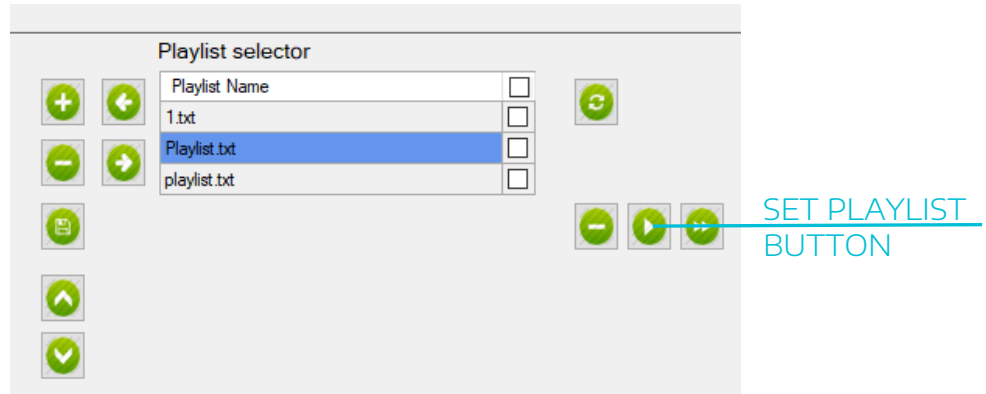 Playlist selector
Playlist Name
1.txt
Playlist.txt
playlist.txt
SET PLAYLIST
BUTTON